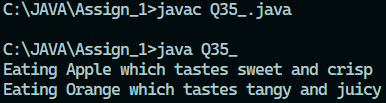 C:\JAVA\Assign_1>javac Q35_.java
C:\JAVA\Assign_1>java Q35_
Eating Apple which tastes sweet and crisp
Eating Orange which tastes tangy and juicy